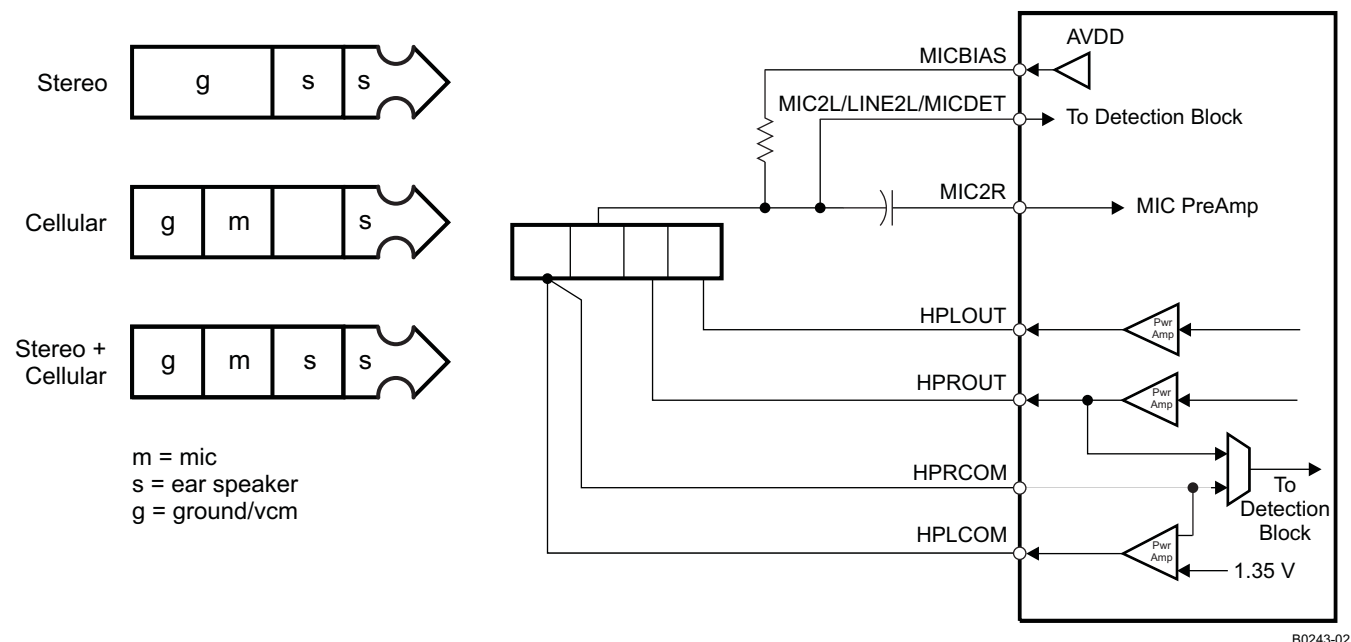 Stereo
g
s
s
Cellular
g
m
s
Stereo +
Cellular
g
m
s
s
m = mic
s = ear speaker
g = ground/vcm
AVDD
MICBIAS
MIC2L/LINE2L/MICDET
To Detection Block
MIC2R
MIC PreAmp
HPLOUT
Pwr
Amp
HPROUT
Pwr
Amp
HPRCOM
To
Detection
Block
HPLCOM
Pwr
Amp
1.35 V
B0243-02